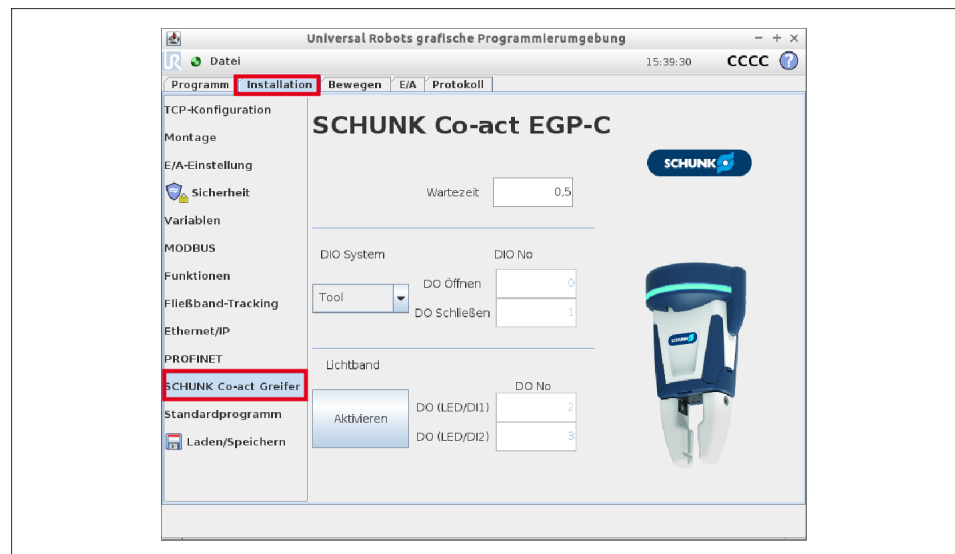 Universal Robots grafische Programmierumgebung
UR Datei 15:39:30 CCCC ?
Programm Installation Bewegen E/A Protokoll
TCP-Konfiguration
Montage
E/A-Einstellung
Sicherheit
Variablen
MODBUS
Funktionen
Fließband-Tracking
Ethernet/IP
PROFINET
SCHUNK Co-act Greifer
Standardprogramm
Laden/Speichern
SCHUNK Co-act EGP-C
SCHUNK
Wartezeit 0,5
DIO System DIO No
Tool
DO Öffnen 0
DO Schließen 1
Lichtband
DO No
Aktivieren
DO (LED/DI1) 2
DO (LED/DI2) 3
SCHUNK